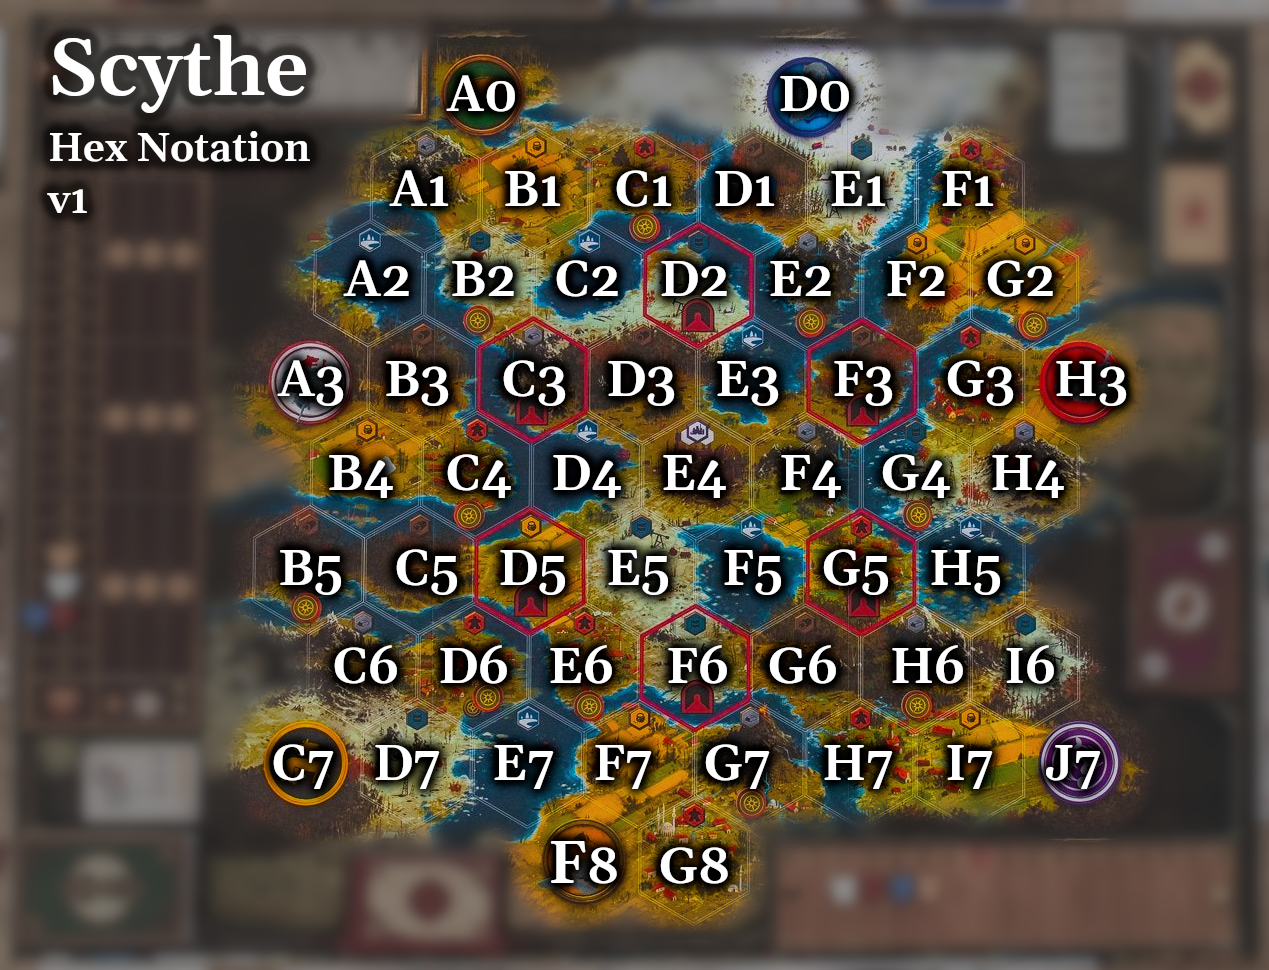 Scythe
Hex Notation
v1
A0 D0
A1 B1 C1 D1 E1 F1
A2 B2 C2 D2 E2 F2 G2
A3 B3 C3 D3 E3 F3 G3 H3
B4 C4 D4 E4 F4 G4 H4
B5 C5 D5 E5 F5 G5 H5
C6 D6 E6 F6 G6 H6 I6
C7 D7 E7 F7 G7 H7 I7 J7
F8 G8